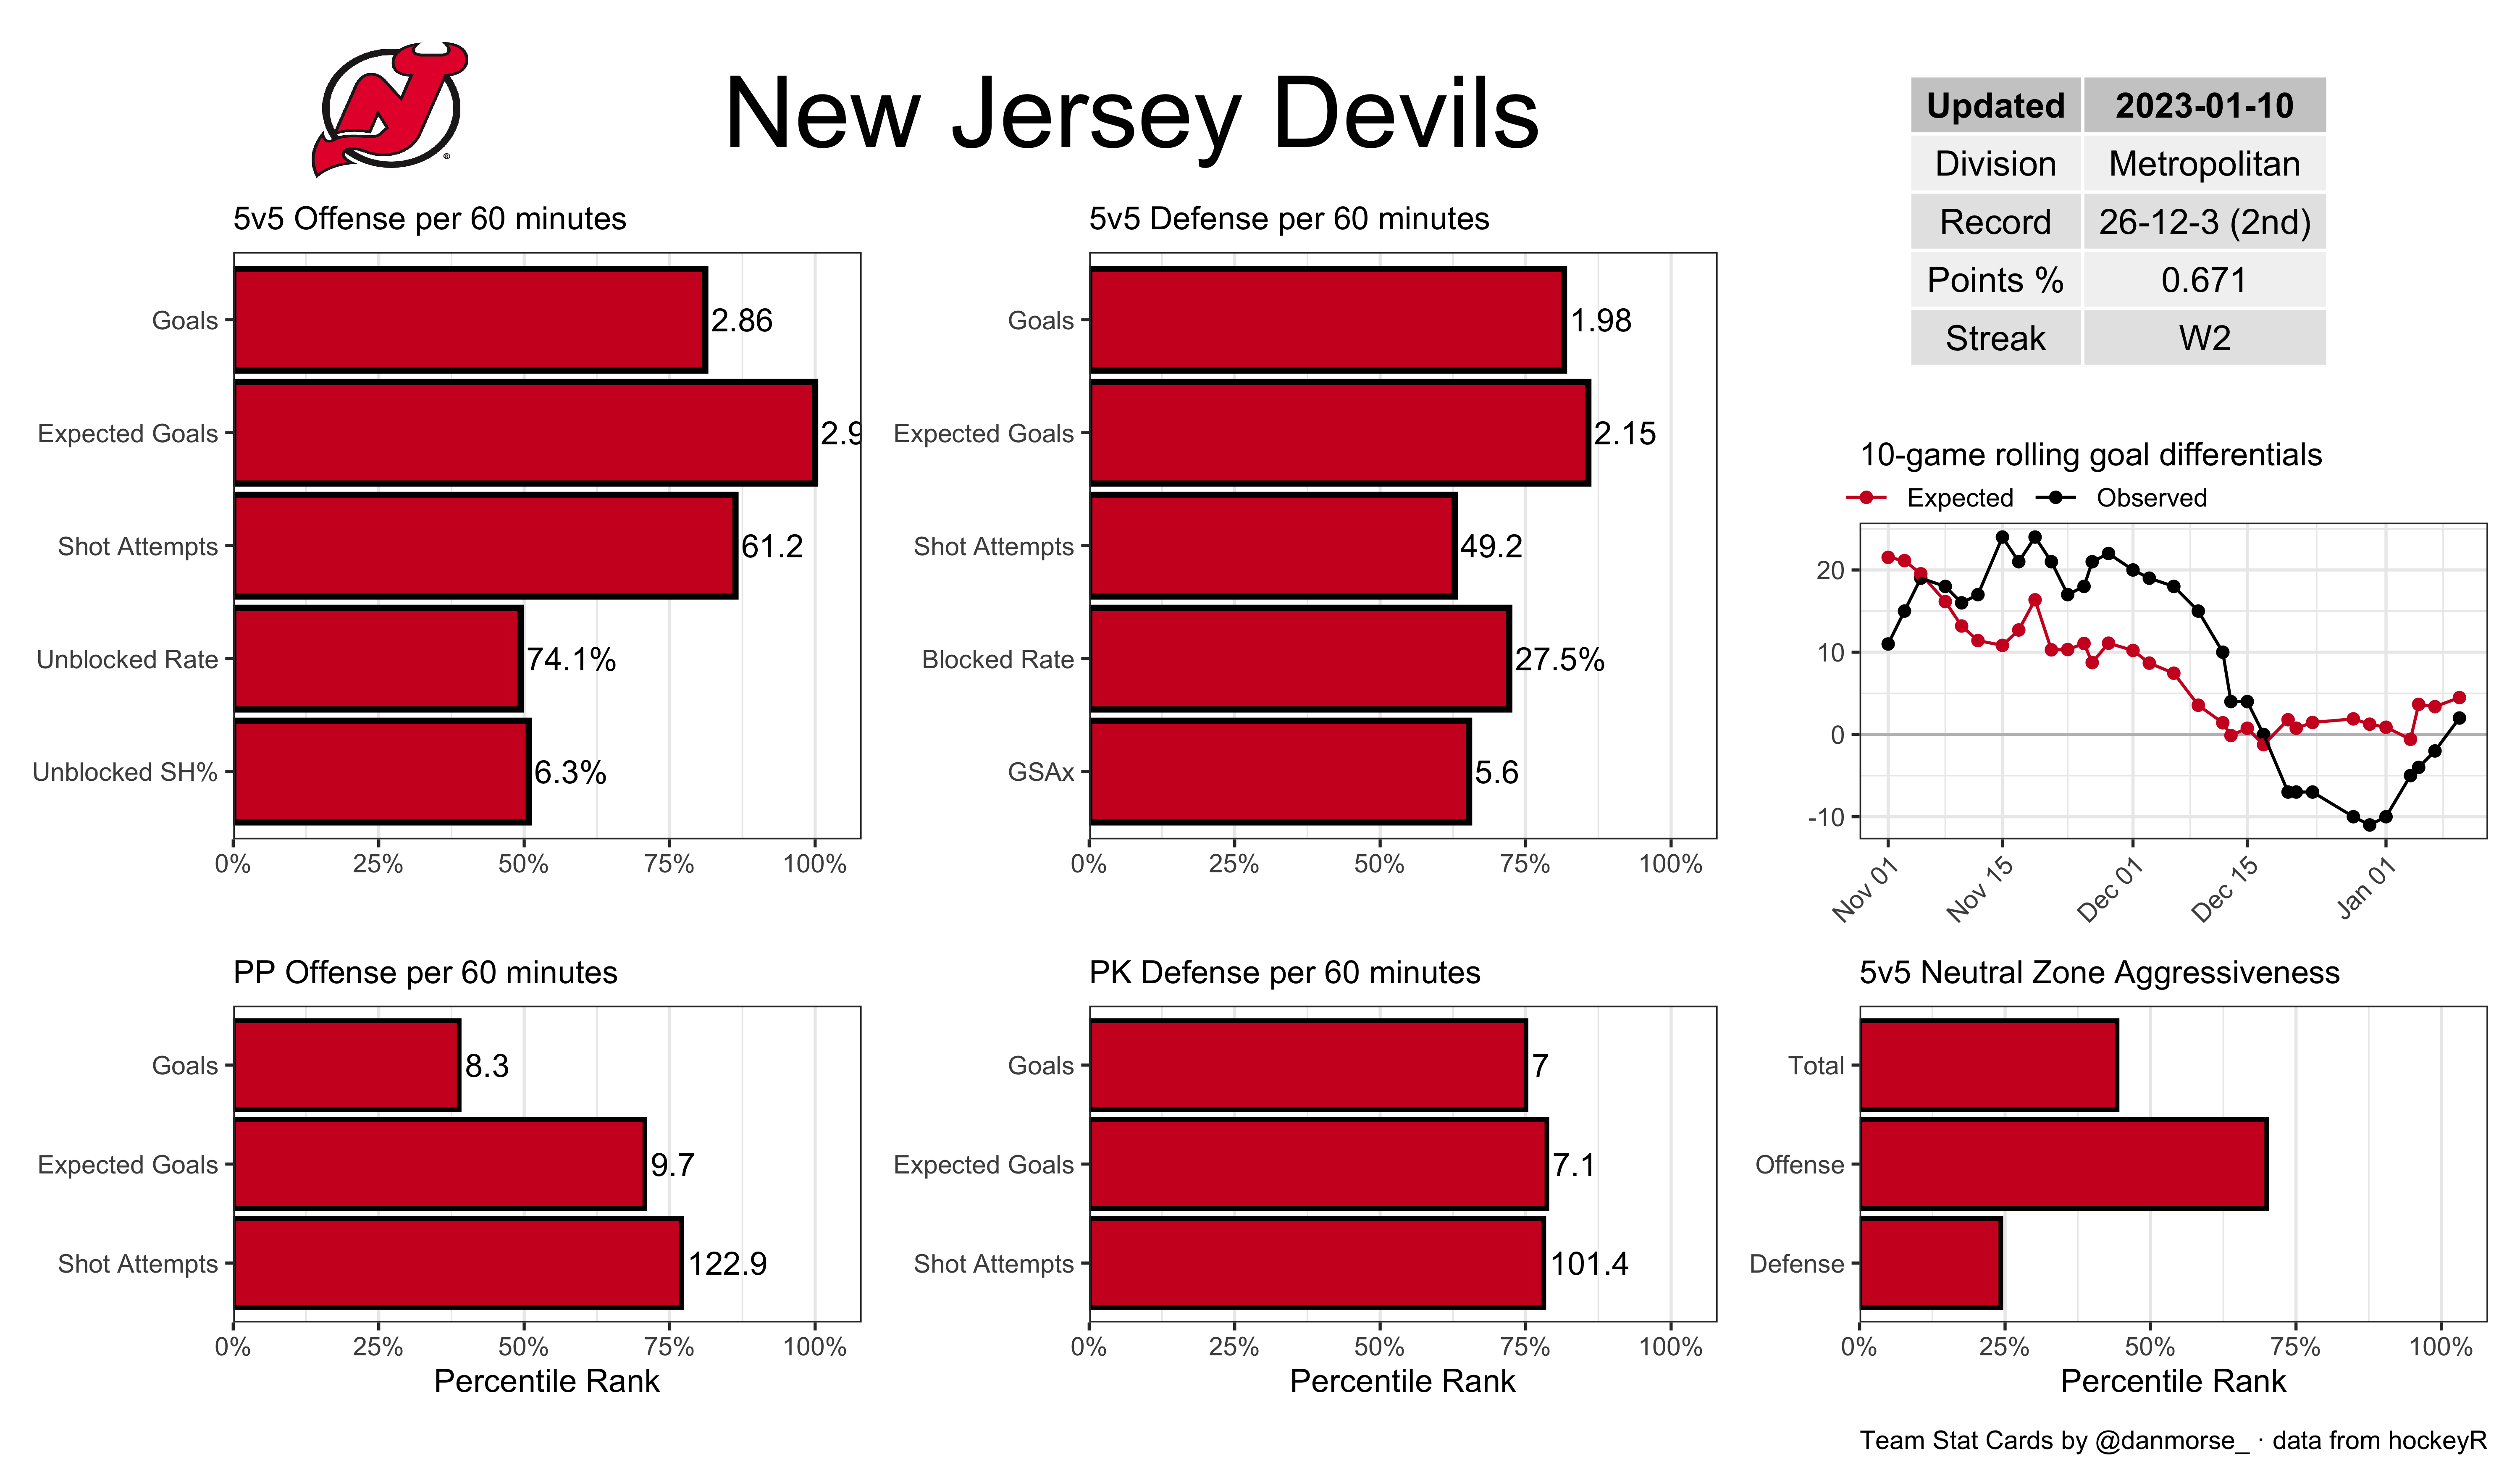 New Jersey Devils
Updated 2023-01-10
Division Metropolitan
Record 26-12-3 (2nd)
Points % 0.671
Streak W2
5v5 Offense per 60 minutes
Goals 2.86
Expected Goals 2.9
Shot Attempts 61.2
Unblocked Rate 74.1%
Unblocked SH% 6.3%
0% 25% 50% 75% 100%
5v5 Defense per 60 minutes
Goals 1.98
Expected Goals 2.15
Shot Attempts 49.2
Blocked Rate 27.5%
GSAx 5.6
0% 25% 50% 75% 100%
10-game rolling goal differentials
Expected Observed
20
10
0
-10
Nov 01 Nov 15 Dec 01 Dec 15 Jan 01
PP Offense per 60 minutes
Goals 8.3
Expected Goals 9.7
Shot Attempts 122.9
0% 25% 50% 75% 100%
Percentile Rank
PK Defense per 60 minutes
Goals 7
Expected Goals 7.1
Shot Attempts 101.4
0% 25% 50% 75% 100%
Percentile Rank
5v5 Neutral Zone Aggressiveness
Total
Offense
Defense
0% 25% 50% 75% 100%
Percentile Rank
Team Stat Cards by @danmorse_ · data from hockeyR